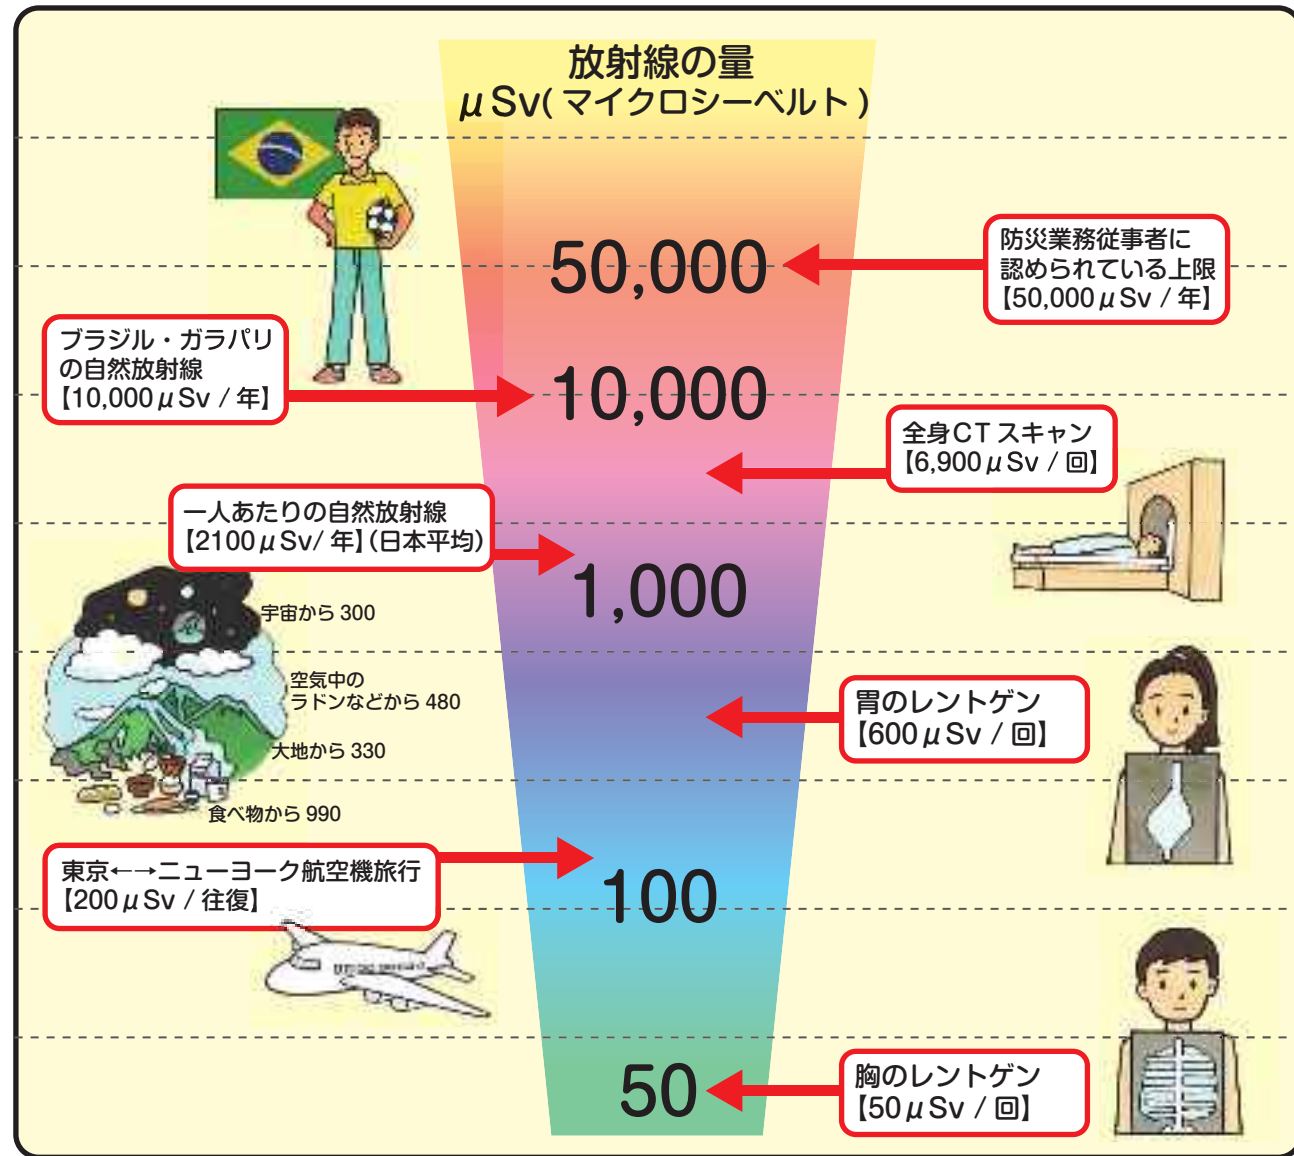 放射線の量
μSv(マイクロシーベルト)
50,000
防災業務従事者に
認められている上限
【50,000μSv/年】
ブラジル・ガラパリ
の自然放射線
【10,000μSv/年】
10,000
全身CTスキャン
【6,900μSv/回】
一人あたりの自然放射線
【2100μSv/年】(日本平均)
1,000
宇宙から 300
空気中の
ラドンなどから 480
大地から 330
食べ物から 990
胃のレントゲン
【600μSv/回】
東京←→ニューヨーク航空機旅行
【200μSv/往復】
100
50
胸のレントゲン
【50μSv/回】